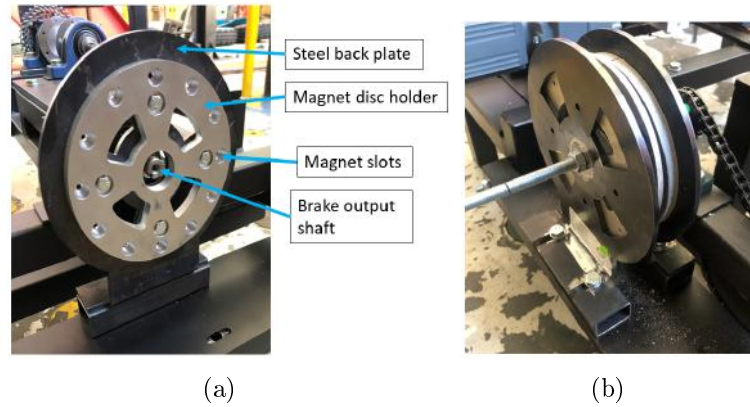 Steel back plate
Magnet disc holder
Magnet slots
Brake output
shaft
(a)
(b)